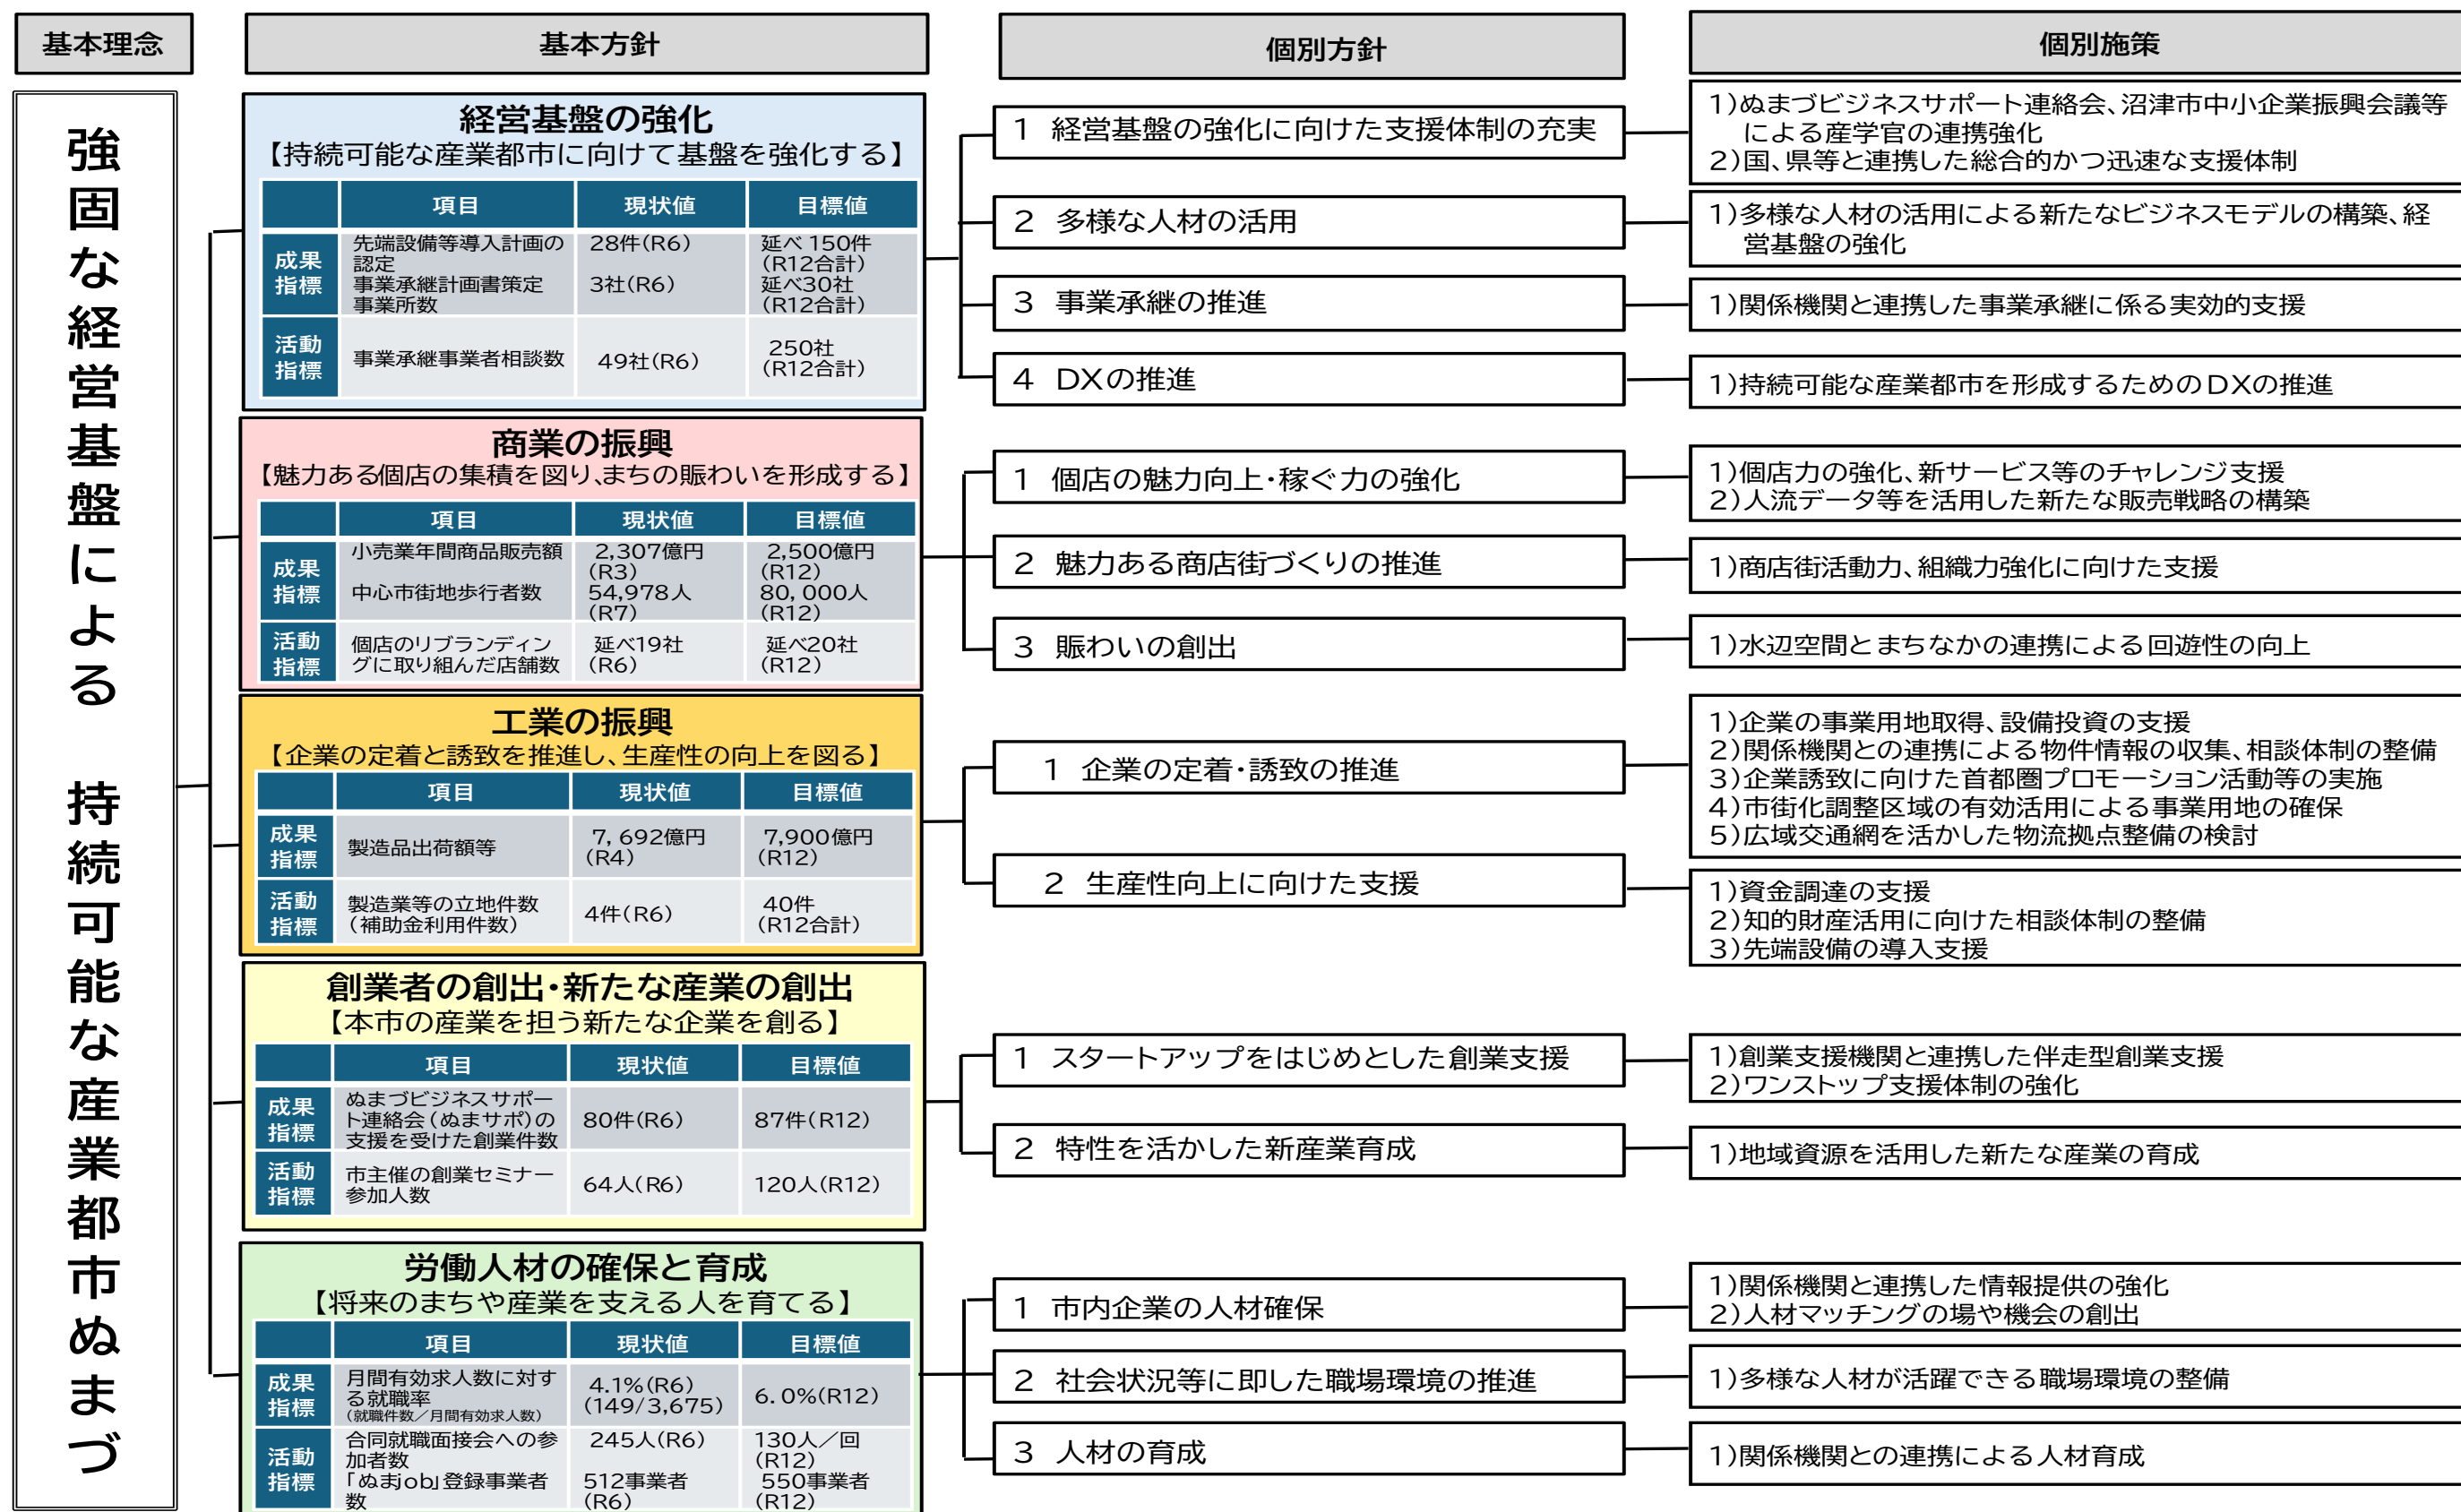 基本理念
基本方針
個別方針
個別施策
強固な経営基盤による　持続可能な産業都市ぬまづ
経営基盤の強化
【持続可能な産業都市に向けて基盤を強化する】
項目 現状値 目標値
成果
指標
先端設備等導入計画の
認定
28件(R6)
延べ150件
(R12合計)
事業承継計画書策定
事業所数
3社(R6)
延べ30社
(R12合計)
活動
指標
事業承継事業者相談数
49社(R6)
250社
(R12合計)
1 経営基盤の強化に向けた支援体制の充実
1)ぬまづビジネスサポート連絡会、沼津市中小企業振興会議等
による産学官の連携強化
2)国、県等と連携した総合的かつ迅速な支援体制
2 多様な人材の活用
1)多様な人材の活用による新たなビジネスモデルの構築、経
営基盤の強化
3 事業承継の推進
1)関係機関と連携した事業承継に係る実効的支援
4 DXの推進
1)持続可能な産業都市を形成するためのDXの推進
商業の振興
【魅力ある個店の集積を図り、まちの賑わいを形成する】
項目 現状値 目標値
成果
指標
小売業年間商品販売額
2,307億円
(R3)
2,500億円
(R12)
中心市街地歩行者数
54,978人
(R7)
80,000人
(R12)
活動
指標
個店のリブランディン
グに取り組んだ店舗数
延べ19社
(R6)
延べ20社
(R12)
1 個店の魅力向上・稼ぐ力の強化
1)個店力の強化、新サービス等のチャレンジ支援
2)人流データ等を活用した新たな販売戦略の構築
2 魅力ある商店街づくりの推進
1)商店街活動力、組織力強化に向けた支援
3 賑わいの創出
1)水辺空間とまちなかの連携による回遊性の向上
工業の振興
【企業の定着と誘致を推進し、生産性の向上を図る】
項目 現状値 目標値
成果
指標
製造品出荷額等
7,692億円
(R4)
7,900億円
(R12)
活動
指標
製造業等の立地件数
(補助金利用件数)
4件(R6)
40件
(R12合計)
1 企業の定着・誘致の推進
1)企業の事業用地取得、設備投資の支援
2)関係機関との連携による物件情報の収集、相談体制の整備
3)企業誘致に向けた首都圏プロモーション活動等の実施
4)市街化調整区域の有効活用による事業用地の確保
5)広域交通網を活かした物流拠点整備の検討
2 生産性向上に向けた支援
1)資金調達の支援
2)知的財産活用に向けた相談体制の整備
3)先端設備の導入支援
創業者の創出・新たな産業の創出
【本市の産業を担う新たな企業を創る】
項目 現状値 目標値
成果
指標
ぬまづビジネスサポー
ト連絡会(ぬまサポ)の
支援を受けた創業件数
80件(R6)
87件(R12)
活動
指標
市主催の創業セミナー
参加人数
64人(R6)
120人(R12)
1 スタートアップをはじめとした創業支援
1)創業支援機関と連携した伴走型創業支援
2)ワンストップ支援体制の強化
2 特性を活かした新産業育成
1)地域資源を活用した新たな産業の育成
労働人材の確保と育成
【将来のまちや産業を支える人を育てる】
項目 現状値 目標値
成果
指標
月間有効求人数に対す
る就職率
(就職件数/月間有効求人数)
4.1%(R6)
(149/3,675)
6.0%(R12)
活動
指標
合同就職面接会への参
加者数
245人(R6)
130人/回
(R12)
「ぬまjob」登録事業者
数
512事業者
(R6)
550事業者
(R12)
1 市内企業の人材確保
1)関係機関と連携した情報提供の強化
2)人材マッチングの場や機会の創出
2 社会状況等に即した職場環境の推進
1)多様な人材が活躍できる職場環境の整備
3 人材の育成
1)関係機関との連携による人材育成